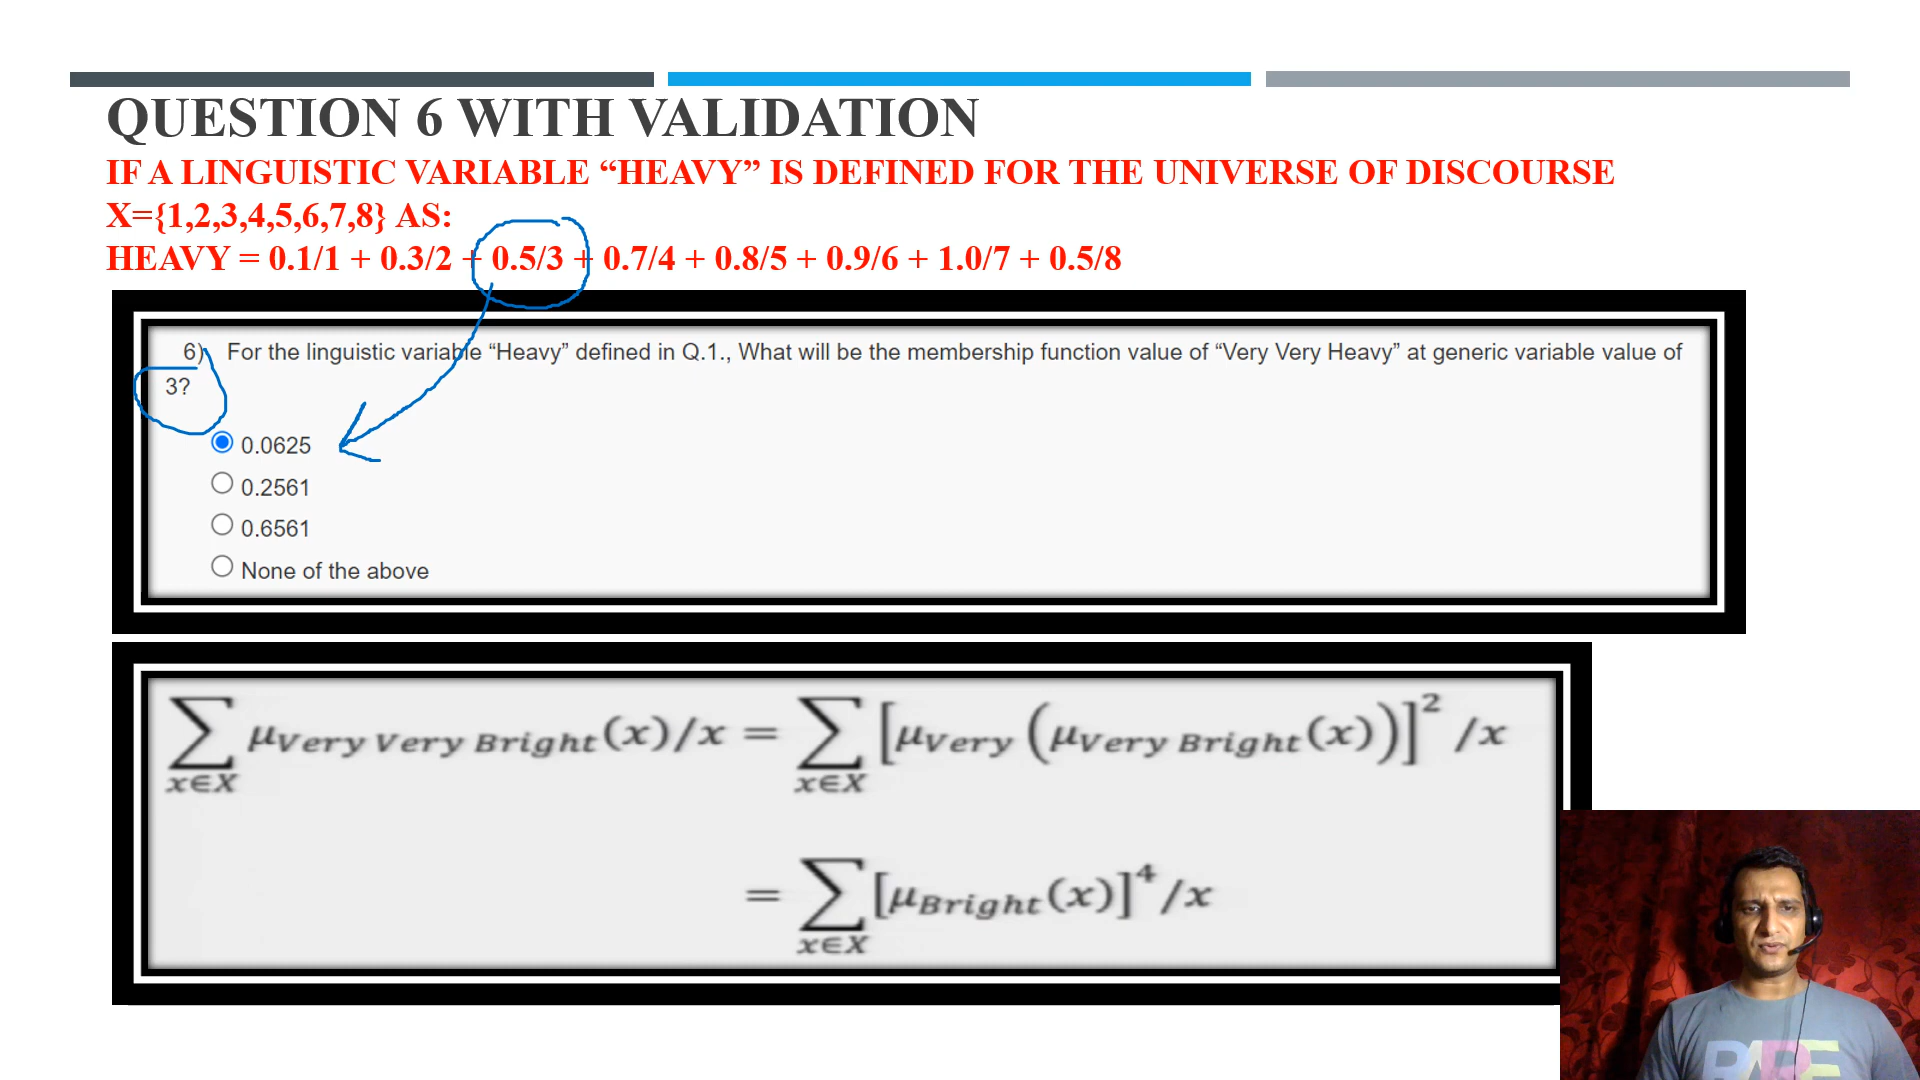 QUESTION 6 WITH VALIDATION
IF A LINGUISTIC VARIABLE “HEAVY” IS DEFINED FOR THE UNIVERSE OF DISCOURSE
X={1,2,3,4,5,6,7,8} AS:
HEAVY = 0.1/1 + 0.3/2 + 0.5/3 + 0.7/4 + 0.8/5 + 0.9/6 + 1.0/7 + 0.5/8
6) For the linguistic variable “Heavy” defined in Q.1., What will be the membership function value of “Very Very Heavy” at generic variable value of
3?
0.0625
0.2561
0.6561
None of the above
∑ x∈X μVery Very Bright(x)/x = ∑ x∈X [μVery (μVery Bright(x))]² /x
= ∑ x∈X [μBright(x)]⁴ /x